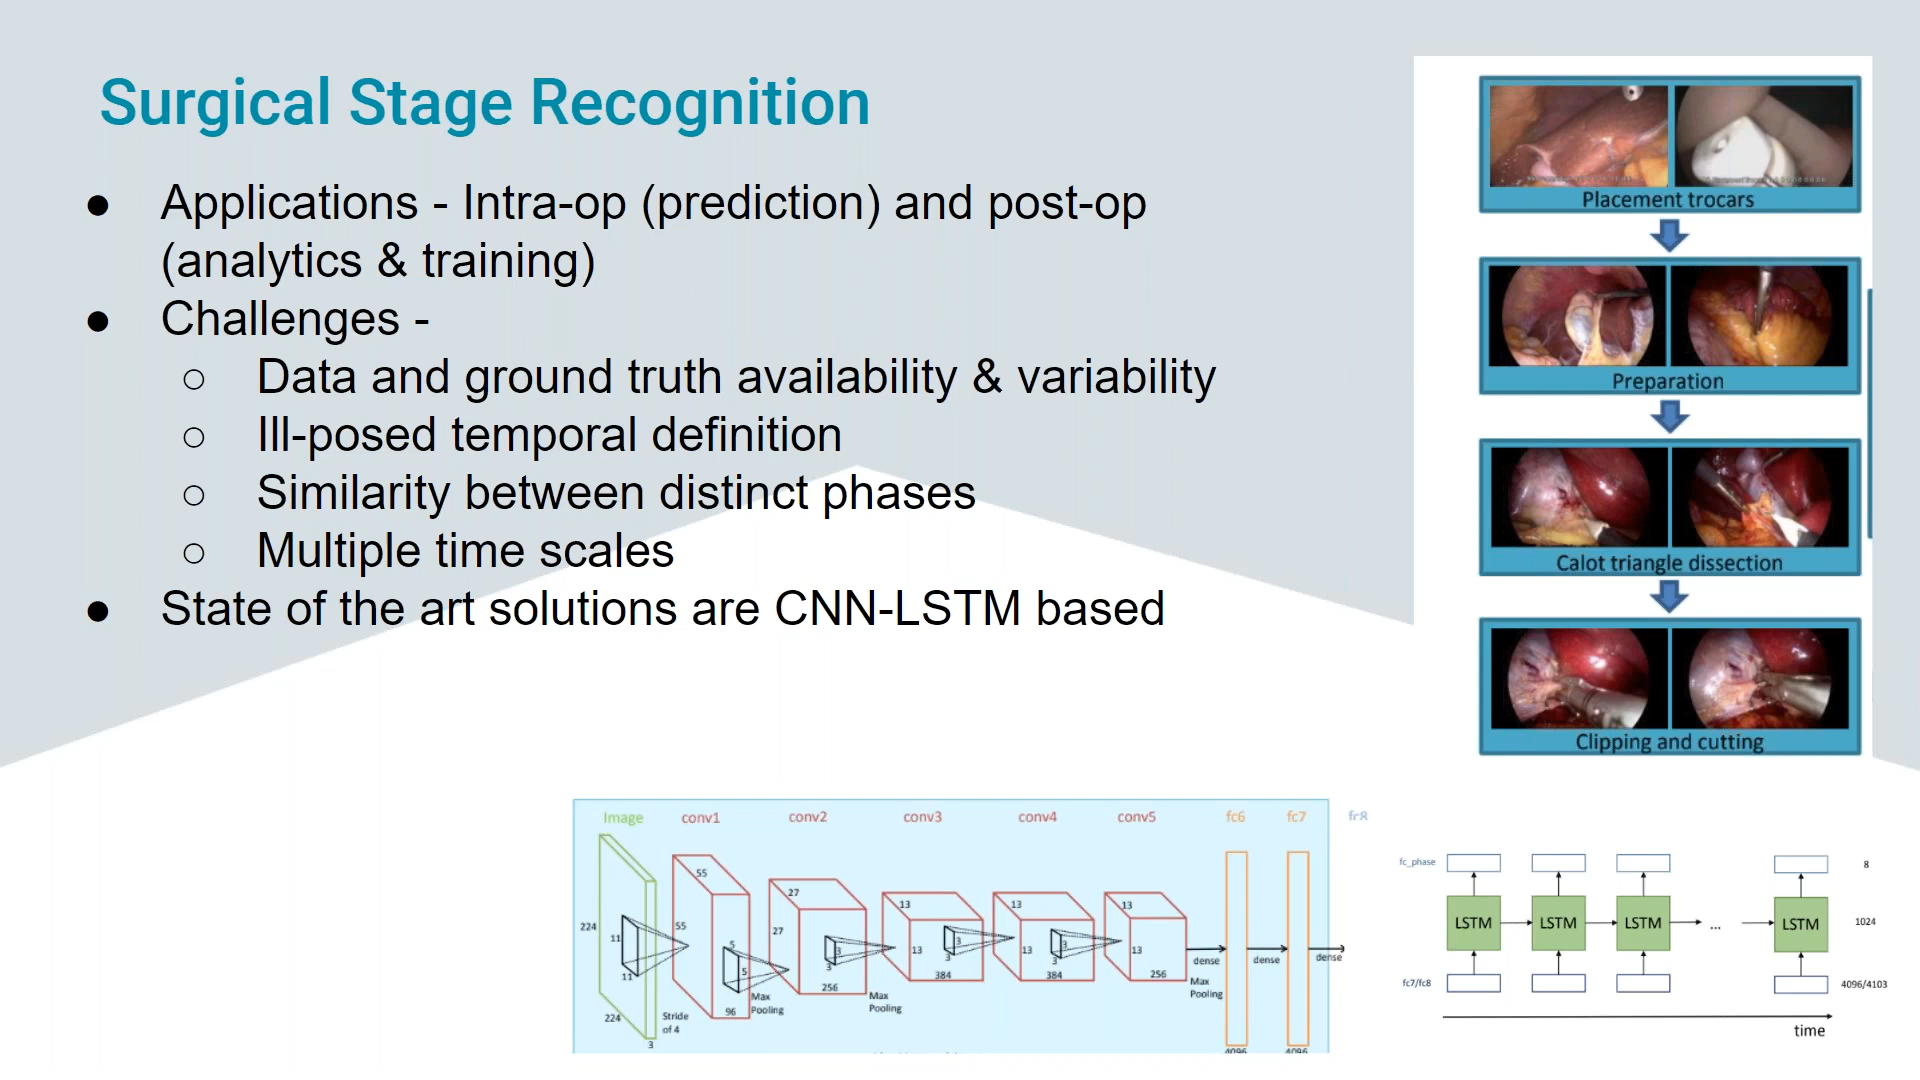 Surgical Stage Recognition
● Applications - Intra-op (prediction) and post-op
(analytics & training)
● Challenges -
○ Data and ground truth availability & variability
○ Ill-posed temporal definition
○ Similarity between distinct phases
○ Multiple time scales
● State of the art solutions are CNN-LSTM based
Placement trocars
Preparation
Calot triangle dissection
Clipping and cutting
Image conv1 conv2 conv3 conv4 conv5 fc6 fc7 fc8
224
224
3
11
11
Stride
of 4
55
55
96
5
5
Max
Pooling
27
27
256
3
3
Max
Pooling
13
13
384
3
3
13
13
384
3
3
13
13
256
Max
Pooling
dense
dense
dense
4096
4096
fc_phase
8
LSTM LSTM LSTM ... LSTM
1024
fc7/fc8
4096/4103
time